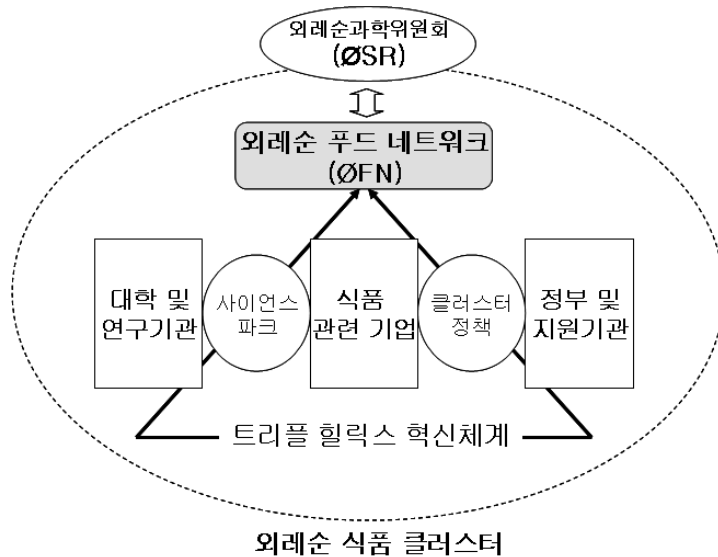 외레순과학위원회
(ØSR)
외레순 푸드 네트워크
(ØFN)
대학 및
연구기관
사이언스
파크
식품
관련 기업
클러스터
정책
정부 및
지원기관
트리플 힐릭스 혁신체계
외레순 식품 클러스터